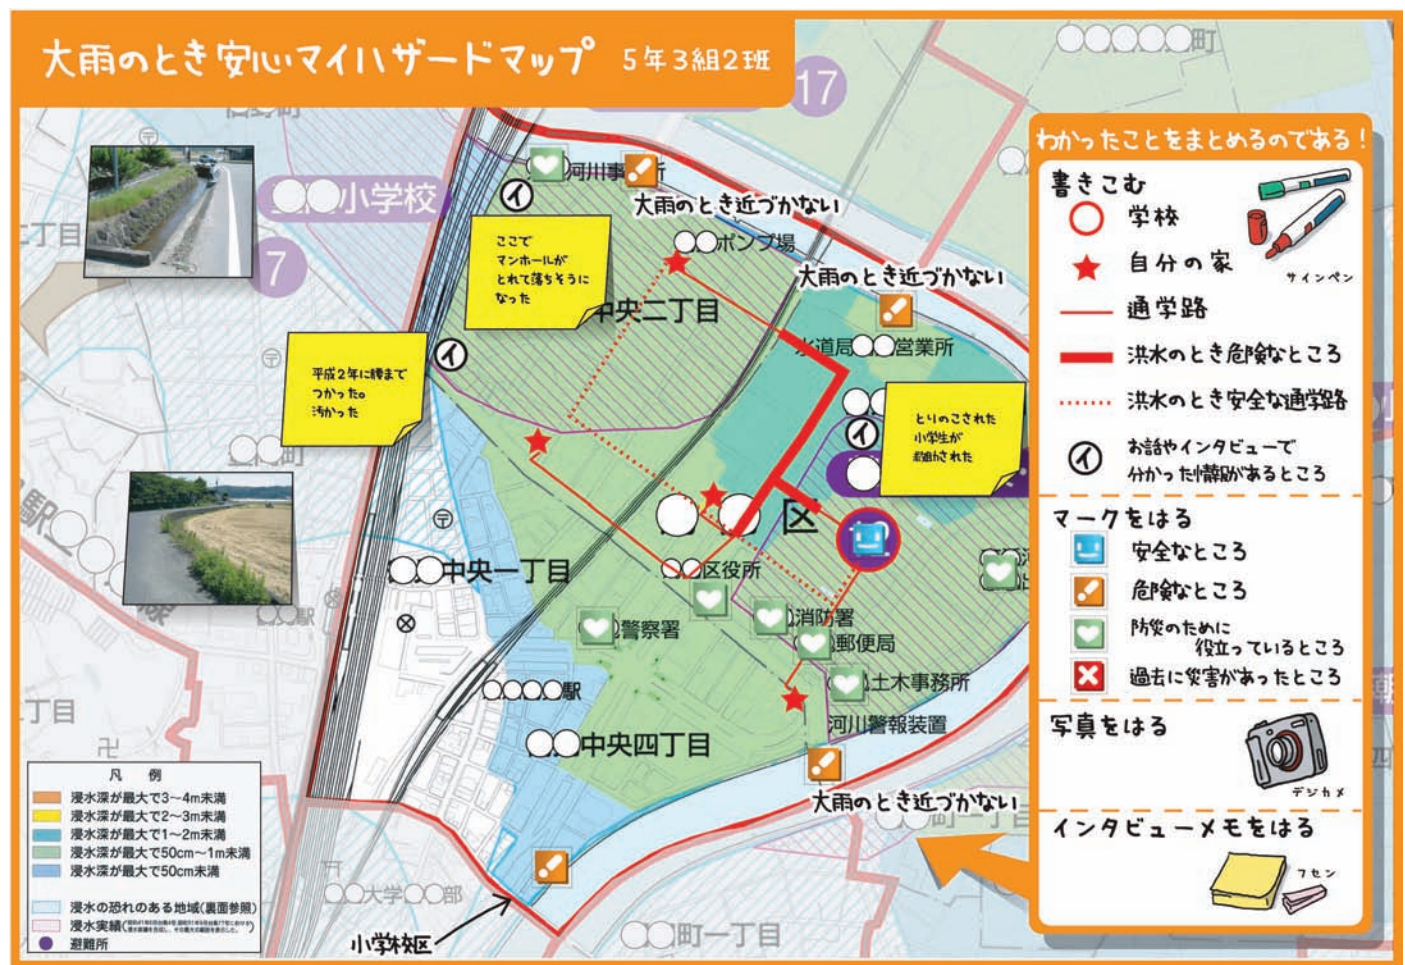 大雨のとき安心マイハザードマップ 5年3組2班
17
町
小学校
7
二丁目
河川事 所
大雨のとき近づかない
ポンプ場
大雨のとき近づかない
ここで
マンホールが
とれて落ちそうに
なった
中央二丁目
水道局 営業所
平成2年に腰まで
つかった。
汚かった
とりのこされた
小学生が
救助された
区
区役所
中央一丁目
駅
警察署
消防署
郵便局
土木事務所
河川警報装置
駅
中央四丁目
大雨のとき近づかない
丁目
大学 部
小学校区
町一丁目
町一丁目
凡 例
浸水深が最大で3〜4m未満
浸水深が最大で2〜3m未満
浸水深が最大で1〜2m未満
浸水深が最大で50cm〜1m未満
浸水深が最大で50cm未満
浸水の恐れのある地域(裏面参照)
浸水実績
避難所
わかったことをまとめるのである!
書きこむ
学校
自分の家
サインペン
通学路
洪水のとき危険なところ
洪水のとき安全な通学路
イ
お話やインタビューで
分かった情報があるところ
マークをはる
安全なところ
危険なところ
防災のために
役立っているところ
過去に災害があったところ
写真をはる
デジカメ
インタビューメモをはる
フセン